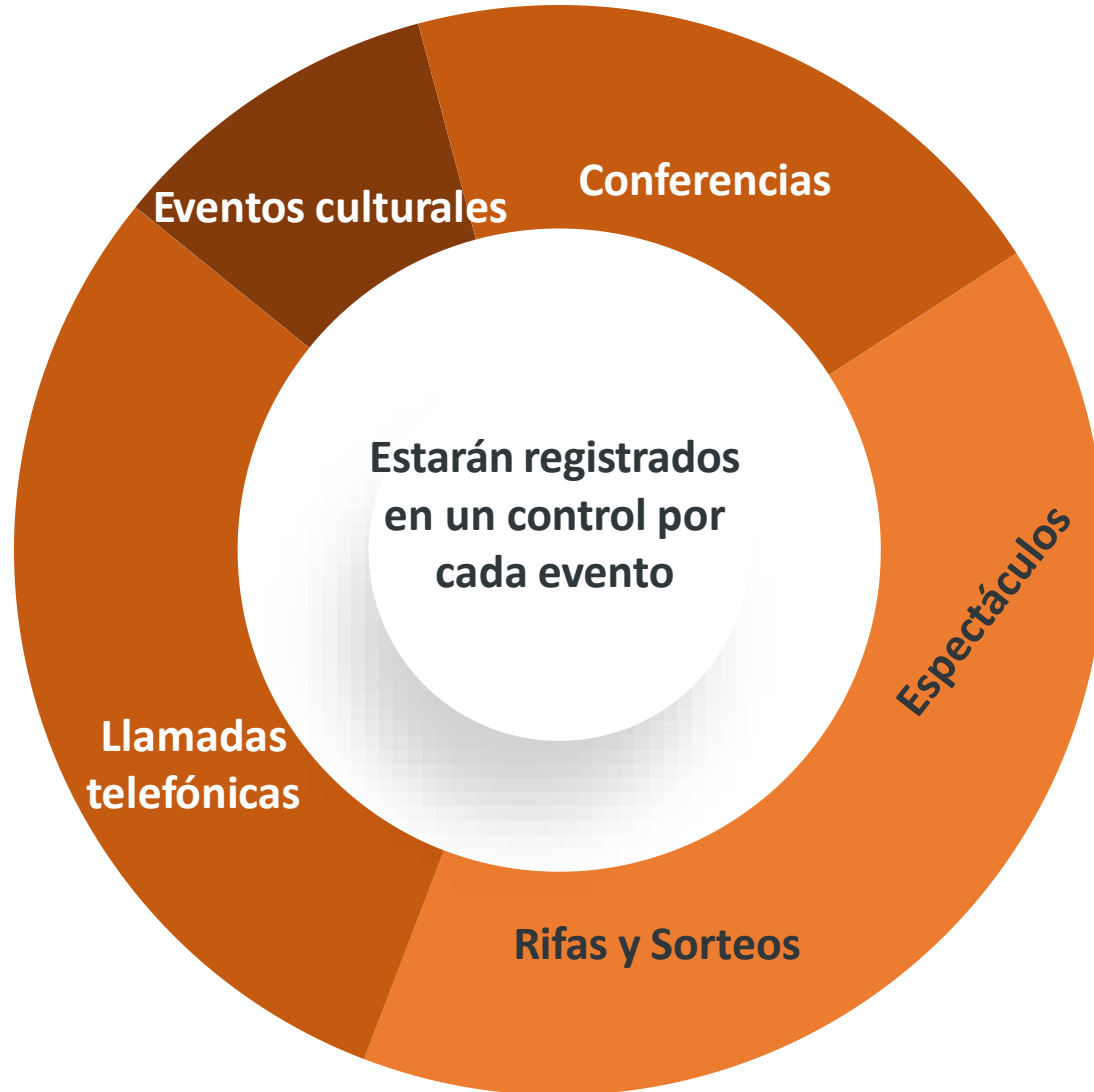 Eventos culturales
Conferencias
Estarán registrados
en un control por
cada evento
Espectáculos
Llamadas
telefónicas
Rifas y Sorteos